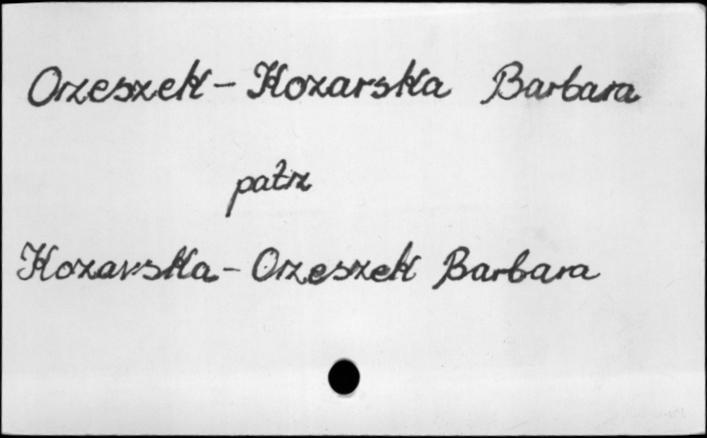 Orzeszek - Kozarska Barbara
patrz
Kozarska - Orzeszek Barbara